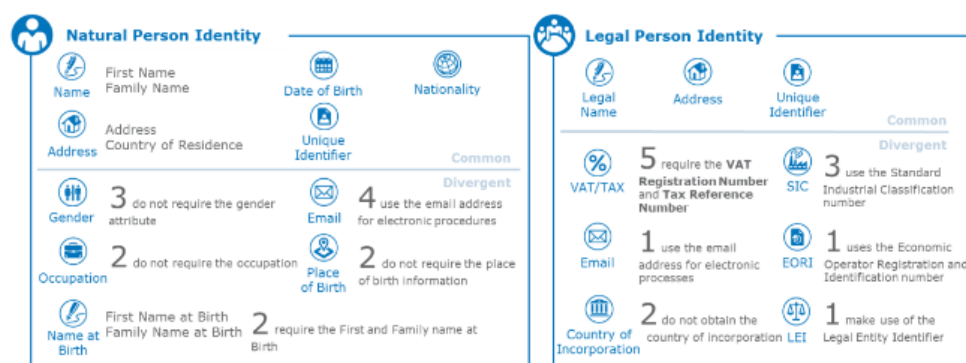 Natural Person Identity
Name
First Name
Family Name
Date of Birth
Nationality
Address
Address
Country of Residence
Unique
Identifier
Common
Divergent
Gender
3 do not require the gender
attribute
Email
4 use the email address
for electronic procedures
Occupation
2 do not require the occupation
Place
of Birth
2 do not require the place
of birth information
Name at
Birth
First Name at Birth
Family Name at Birth
2 require the First and Family name at
Birth
Legal Person Identity
Legal
Name
Address
Unique
Identifier
Common
Divergent
VAT/TAX
5 require the VAT
Registration Number
and Tax Reference
Number
SIC
3 use the Standard
Industrial Classification
number
Email
1 use the email
address for electronic
processes
EORI
1 uses the Economic
Operator Registration and
Identification number
Country of
Incorporation
2 do not obtain the
country of incorporation
LEI
1 make use of the
Legal Entity Identifier